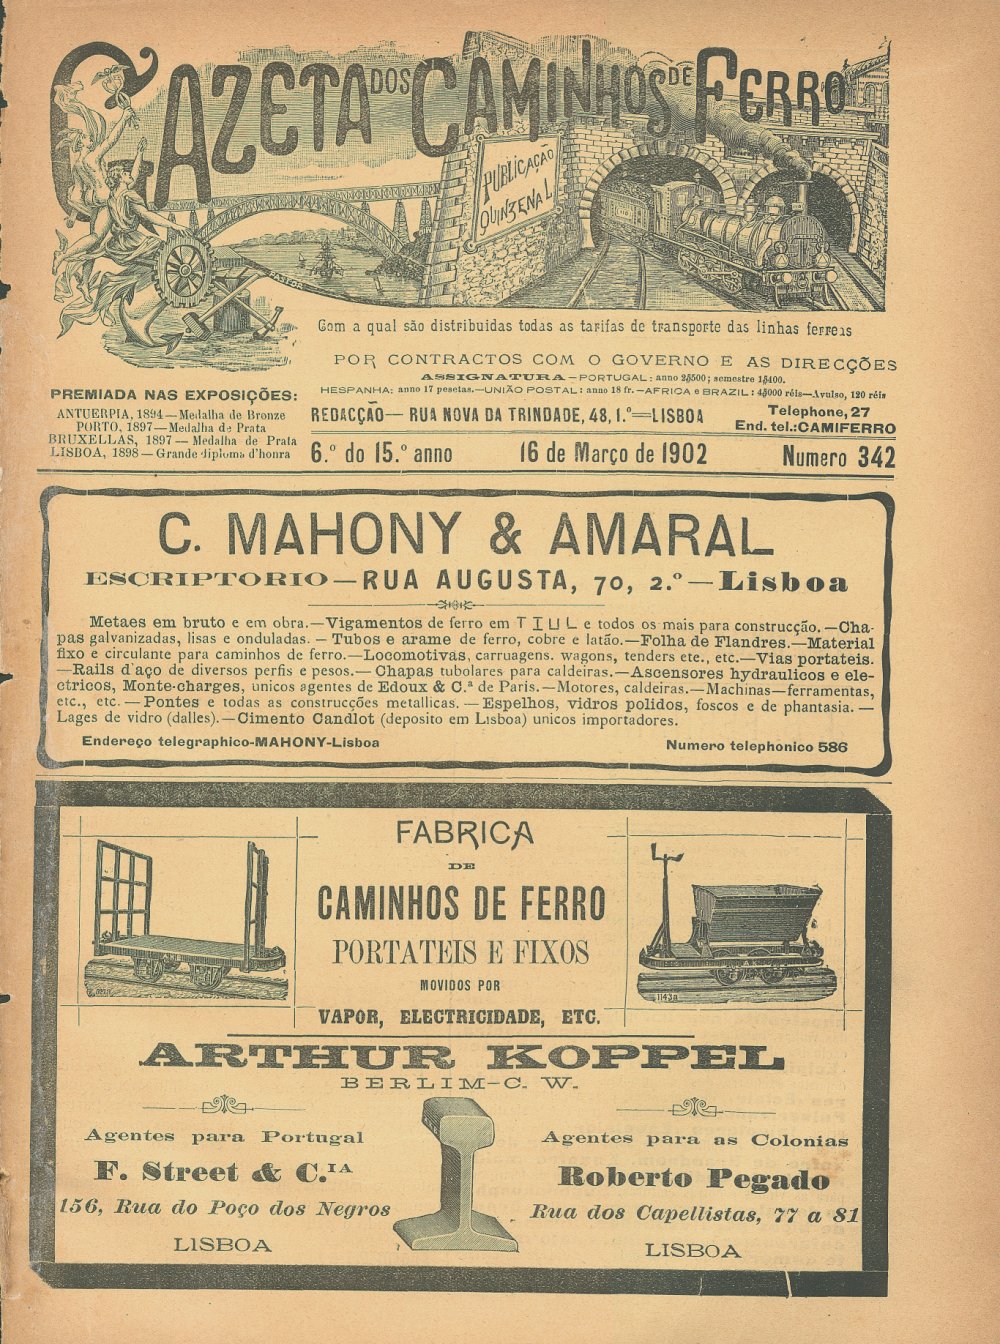 GAZETA DOS CAMINHOS DE FERRO
PUBLICAÇÃO
QUINZENAL
Com a qual são distribuidas todas as tarifas de transporte das linhas ferreas
POR CONTRACTOS COM O GOVERNO E AS DIRECÇÕES
ASSIGNATURA—PORTUGAL: anno 2$500; semestre 1$400.
HESPANHA: anno 17 pesetas.—UNIÃO POSTAL: anno 18 fr.—AFRICA e BRAZIL: 4$000 réis—Avulso, 120 réis
PREMIADA NAS EXPOSIÇÕES:
ANTUERPIA, 1894—Medalha de Bronze
PORTO, 1897—Medalha de Prata
BRUXELLAS, 1897—Medalha de Prata
LISBOA, 1898—Grande diploma d'honra
REDACÇÃO— RUA NOVA DA TRINDADE, 48, 1.º=LISBOA
Telephone, 27
End. tel.: CAMIFERRO
6.º do 15.º anno
16 de Março de 1902
Numero 342
C. MAHONY & AMARAL
ESCRIPTORIO—RUA AUGUSTA, 70, 2.º—Lisboa
Metaes em bruto e em obra.—Vigamentos de ferro em T I U L e todos os mais para construcção.—Cha-
pas galvanizadas, lisas e onduladas. — Tubos e arame de ferro, cobre e latão.—Folha de Flandres.—Material
fixo e circulante para caminhos de ferro.—Locomotivas, carruagens. wagons, tenders ete., etc.—Vias portateis.
—Rails d'aço de diversos perfis e pesos.— Chapas tubolares para caldeiras.—Ascensores hydraulicos e ele-
ctricos, Monte-charges, unicos agentes de Edoux & C.ª de Paris.—Motores, caldeiras.—Machinas—ferramentas,
etc., etc.—Pontes e todas as construcções metallicas. —Espelhos, vidros polidos, foscos e de phantasia. —
Lages de vidro (dalles).—Cimento Candlot (deposito em Lisboa) unicos importadores.
Endereço telegraphico-MAHONY-Lisboa
Numero telephonico 586
FABRICA
DE
CAMINHOS DE FERRO
PORTATEIS E FIXOS
MOVIDOS POR
VAPOR, ELECTRICIDADE, ETC.
1143a
ARTHUR KOPPEL
BERLIM-C. W.
Agentes para Portugal
F. Street & C.IA
156, Rua do Poço dos Negros
LISBOA
Agentes para as Colonias
Roberto Pegado
Rua dos Capellistas, 77 a 81
LISBOA